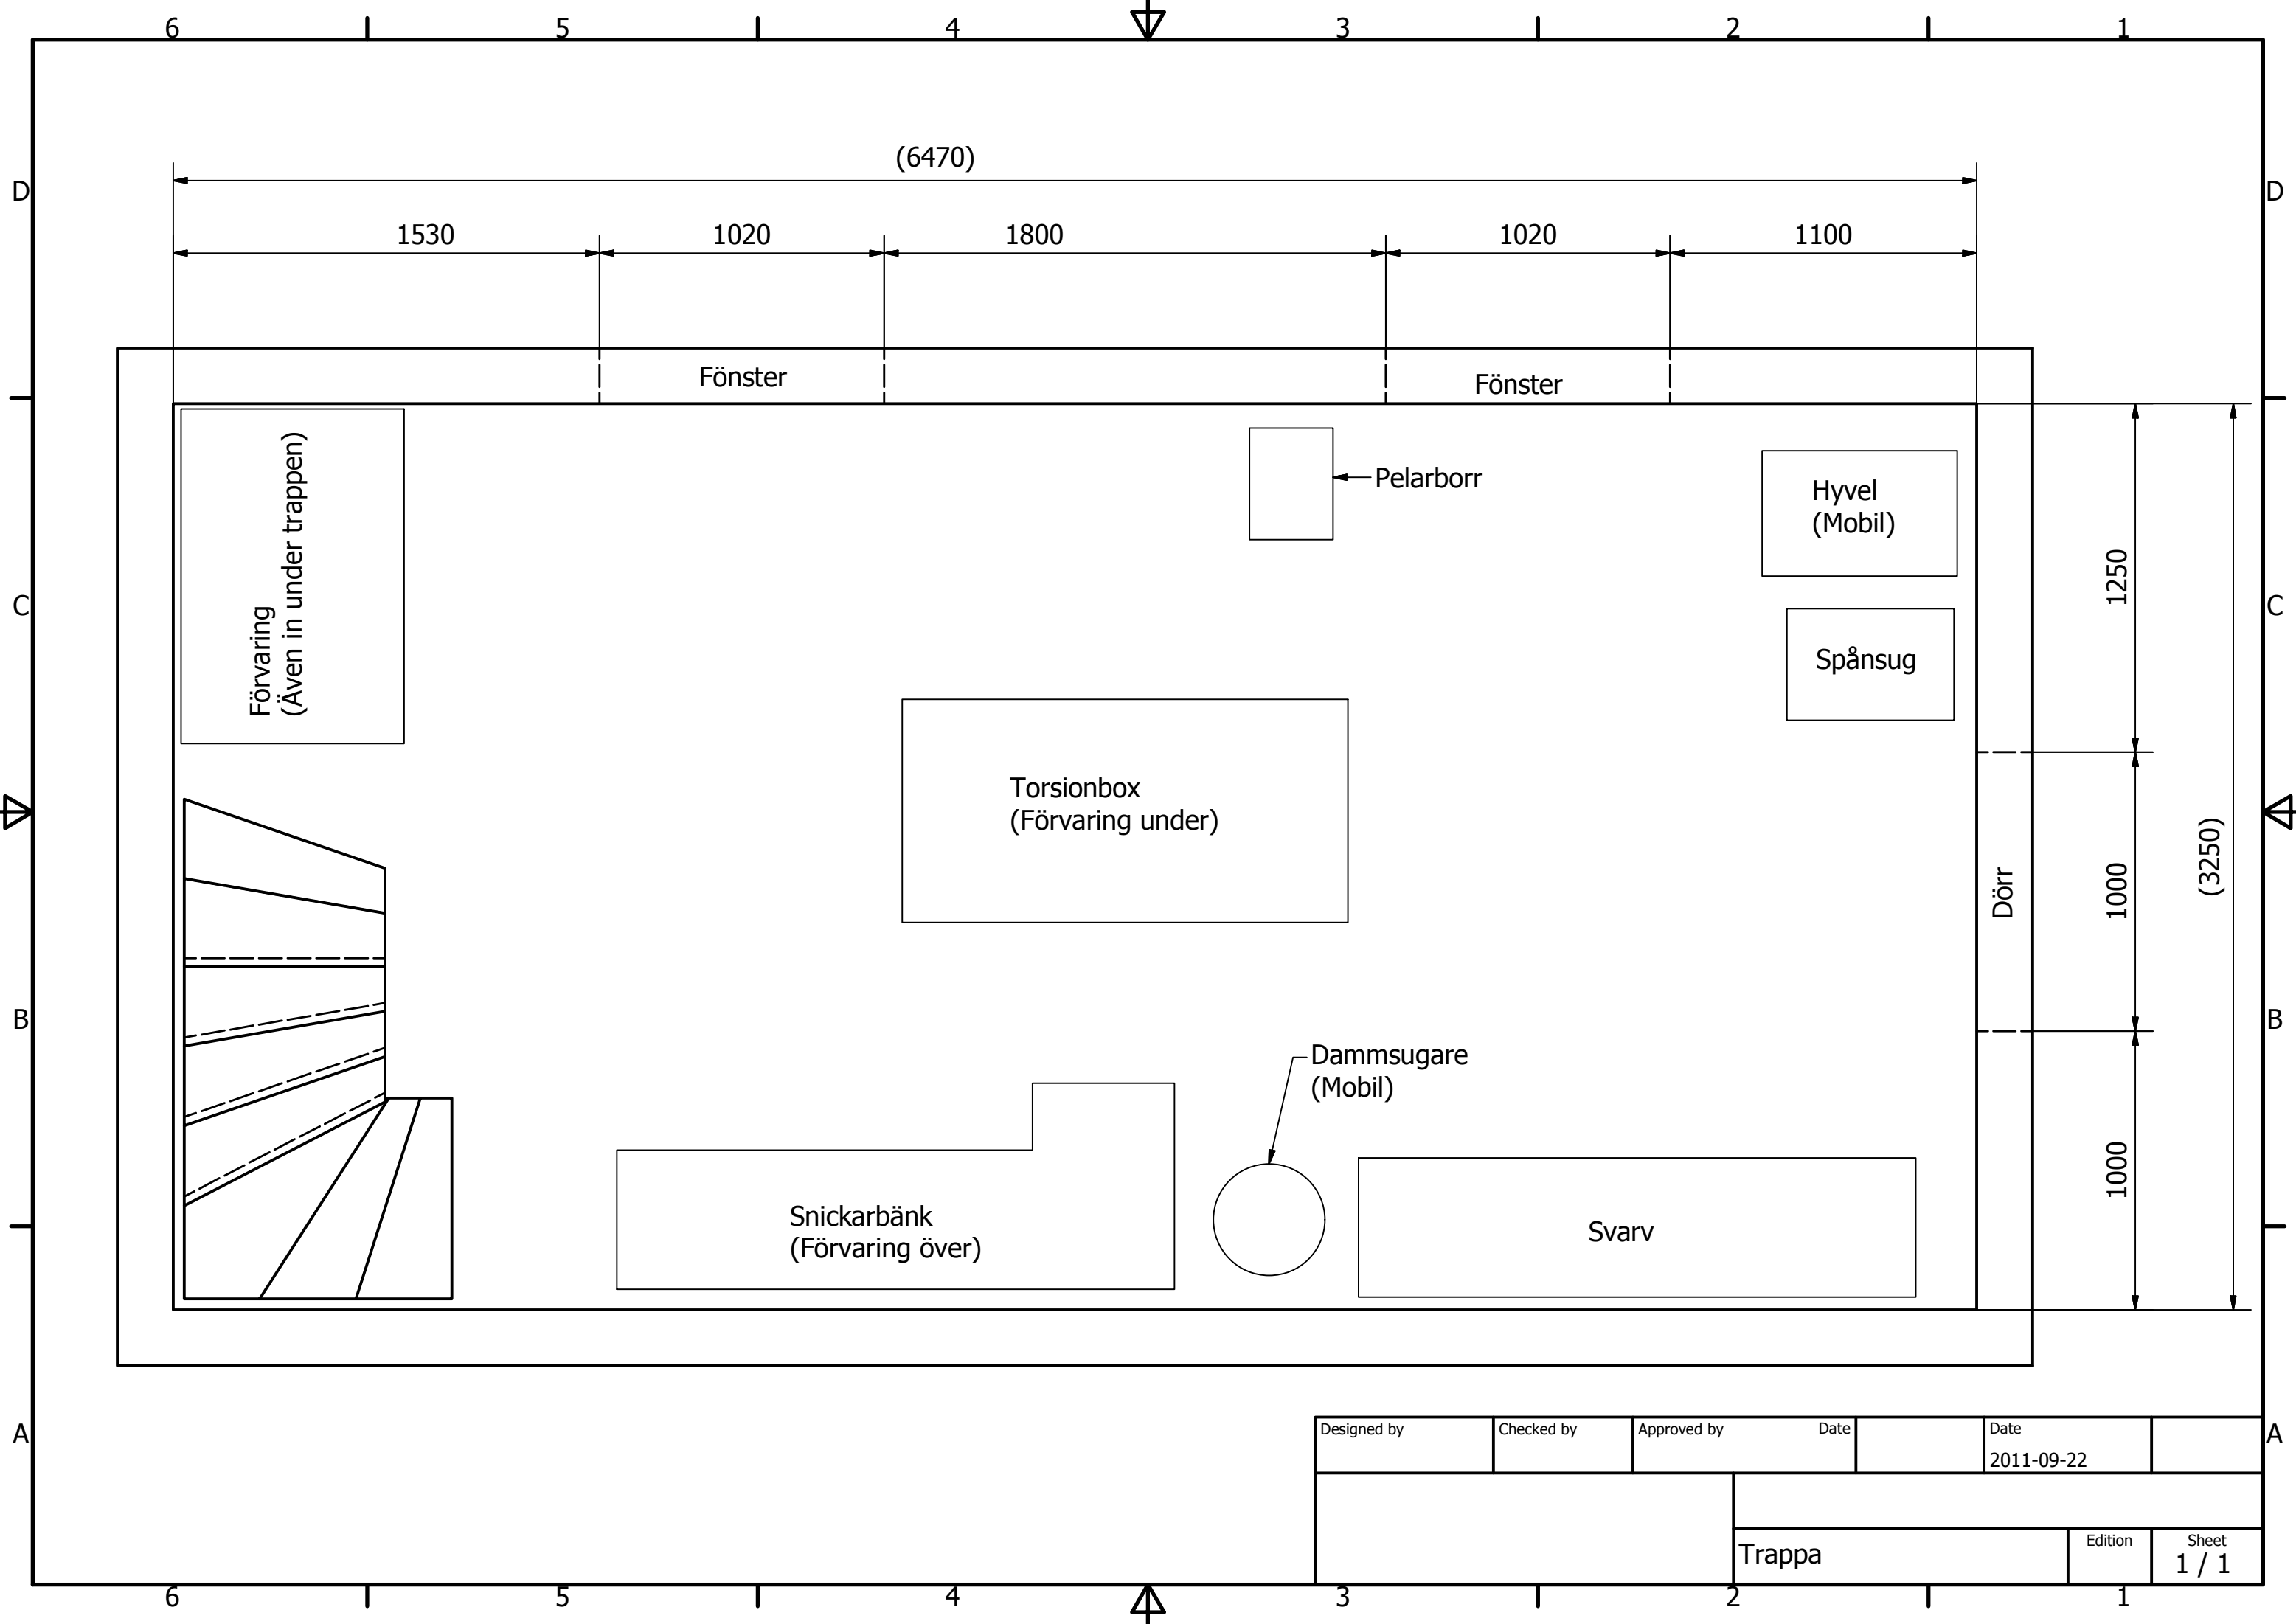 6 5 4 3 2 1
D
D
(6470)
1530 1020 1800 1020 1100
Fönster
Fönster
Förvaring
(Även in under trappen)
Pelarborr
Hyvel
(Mobil)
1250
C
C
Spånsug
Torsionbox
(Förvaring under)
(3250)
Dörr
1000
B
B
Dammsugare
(Mobil)
1000
Snickarbänk
(Förvaring över)
Svarv
A
A
Designed by
Checked by
Approved by
Date
Date
2011-09-22
Trappa
Edition
Sheet
1 / 1
6 5 4 3 2 1